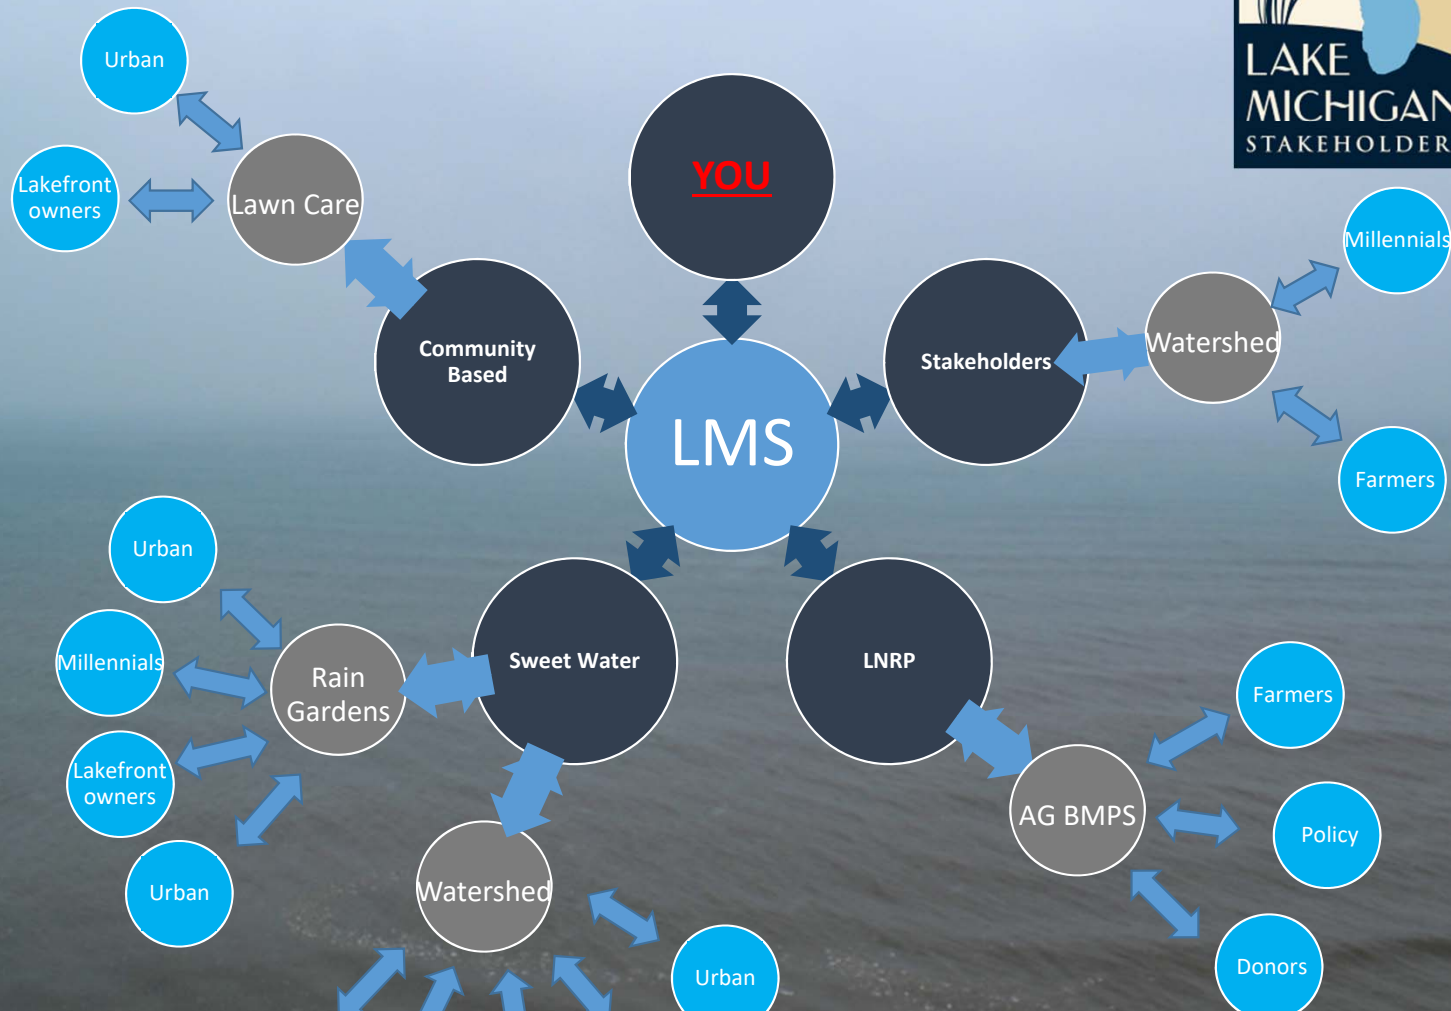 Urban
LAKE
MICHIGAN
STAKEHOLDER
YOU
Lakefront
owners
Lawn Care
Millennials
Community
Based
Stakeholders
Watershed
LMS
Farmers
Urban
Millennials
Rain
Gardens
Sweet Water
LNRP
Farmers
Lakefront
owners
AG BMPS
Policy
Urban
Watershed
Urban
Donors